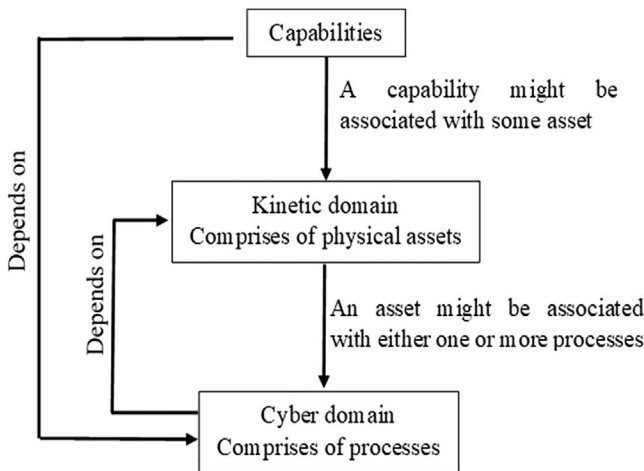 Capabilities
A capability might be
associated with some asset
Depends on
Kinetic domain
Comprises of physical assets
Depends on
An asset might be associated
with either one or more processes
Cyber domain
Comprises of processes